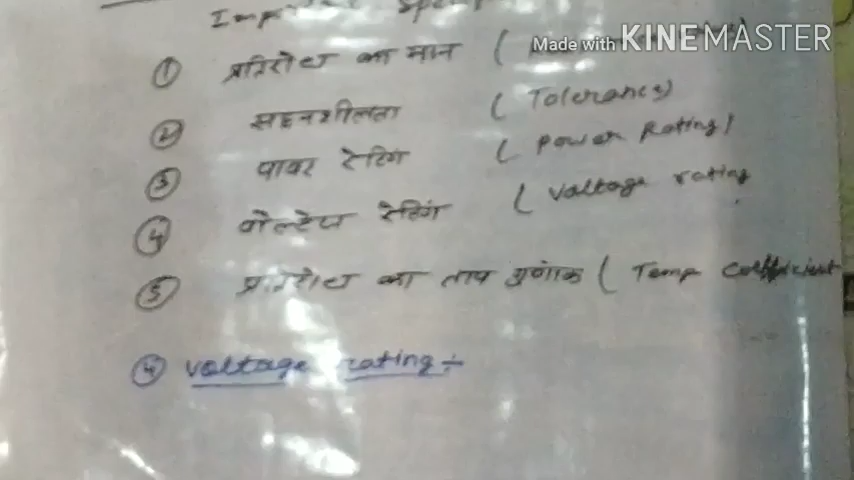 Made with KINEMASTER
① प्रतिरोध का मान (
② सहनशीलता ( Tolerance)
③ पावर रेटिंग ( Power Rating)
④ वोल्टेज रेटिंग ( Voltage rating
⑤ प्रतिरोध का ताप गुणांक ( Temp Coefficient
④ Voltage rating ÷